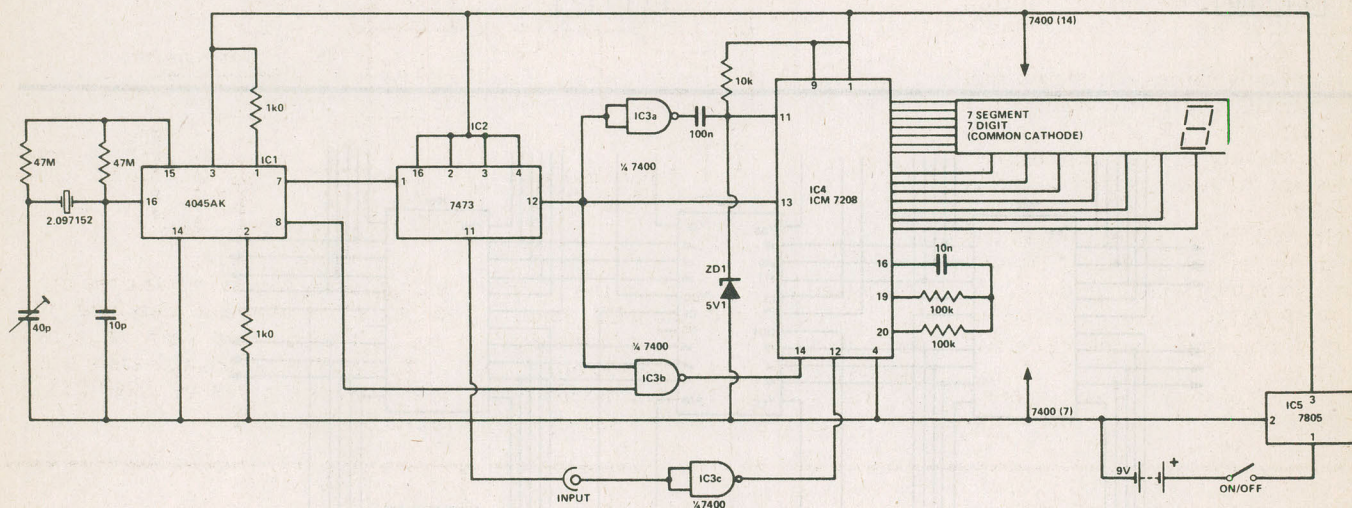 7400 (14)
10k
9
1
1k0
IC3a
100n
11
7 SEGMENT
7 DIGIT
(COMMON CATHODE)
47M
47M
IC1
15
3
1
7
16
4045AK
2.097152
14
2
8
IC2
16
2
3
4
1
7473
12
11
¼ 7400
13
IC4
ICM 7208
ZD1
5V1
16
10n
19
100k
20
100k
40p
10p
1k0
¼ 7400
IC3b
14
12
4
7400 (7)
IC5
3
7805
2
1
INPUT
IC3c
¼7400
9V
+
ON/OFF